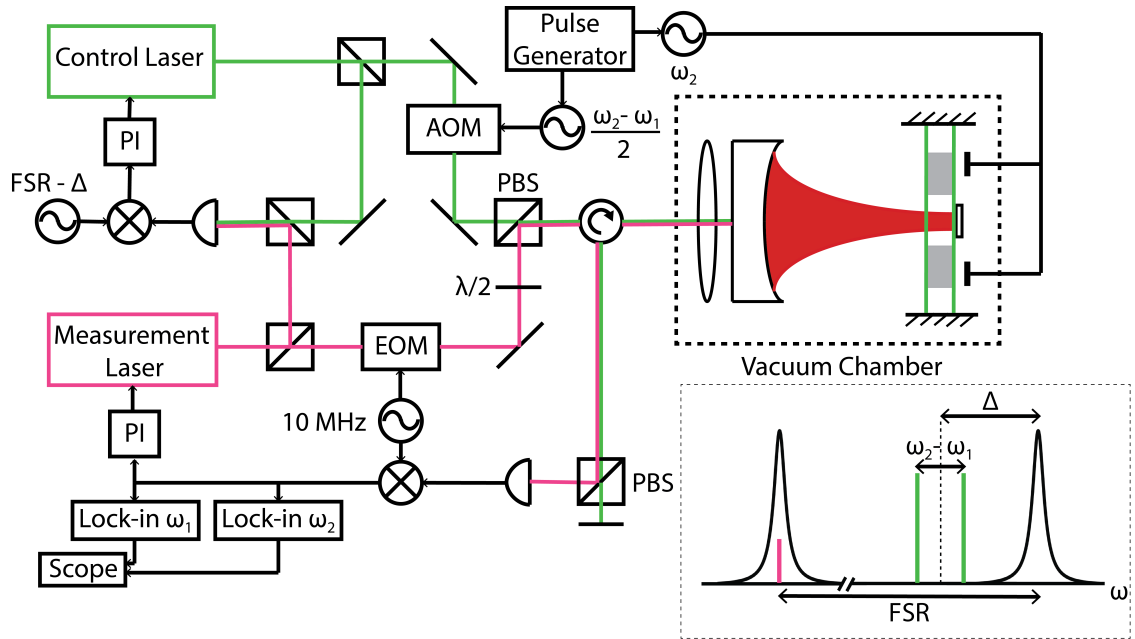 Control Laser
Pulse
Generator
ω₂
AOM
ω₂- ω₁
2
PI
FSR - Δ
PBS
λ/2
Measurement
Laser
EOM
Vacuum Chamber
10 MHz
PI
PBS
Lock-in ω₁
Lock-in ω₂
Scope
Δ
ω₂- ω₁
ω
FSR